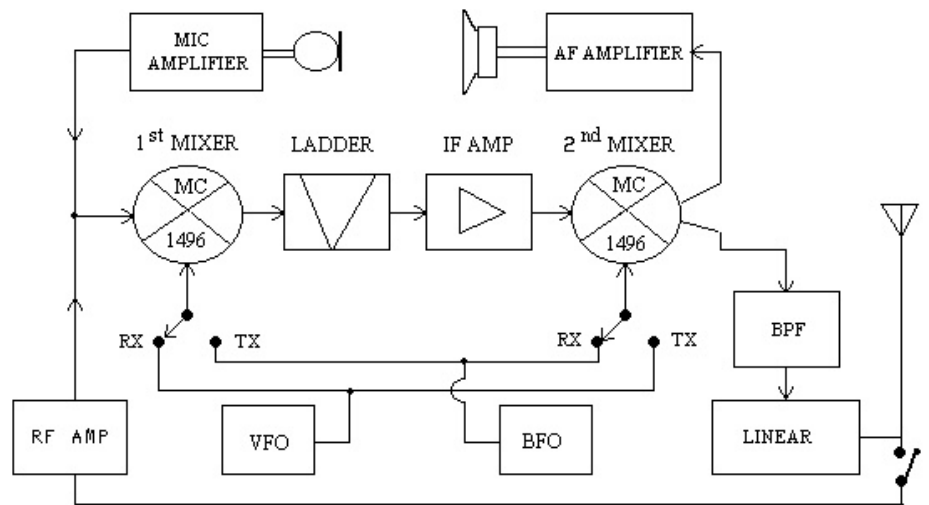 MIC
AMPLIFIER
AF AMPLIFIER
1st MIXER
LADDER
IF AMP
2nd MIXER
MC
1496
MC
1496
RX
TX
RX
TX
BPF
RF AMP
VFO
BFO
LINEAR